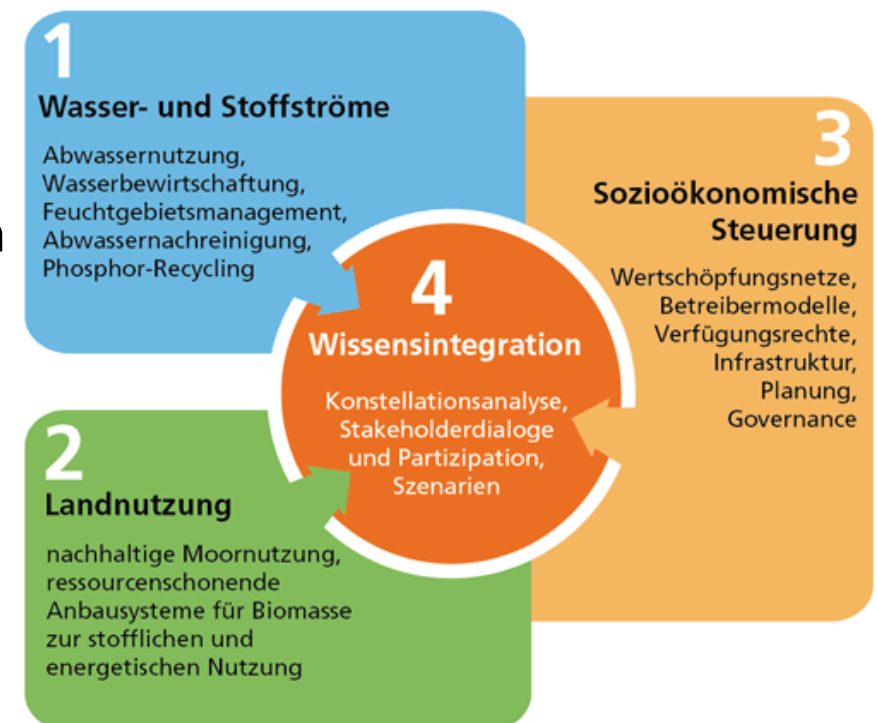 1
Wasser- und Stoffströme
Abwassernutzung,
Wasserbewirtschaftung,
Feuchtgebietsmanagement,
Abwassernachreinigung,
Phosphor-Recycling
n
2
Landnutzung
nachhaltige Moornutzung,
ressourcenschonende
Anbausysteme für Biomasse
zur stofflichen und
energetischen Nutzung
3
Sozioökonomische
Steuerung
Wertschöpfungsnetze,
Betreibermodelle,
Verfügungsrechte,
Infrastruktur,
Planung,
Governance
4
Wissensintegration
Konstellationsanalyse,
Stakeholderdialoge
und Partizipation,
Szenarien